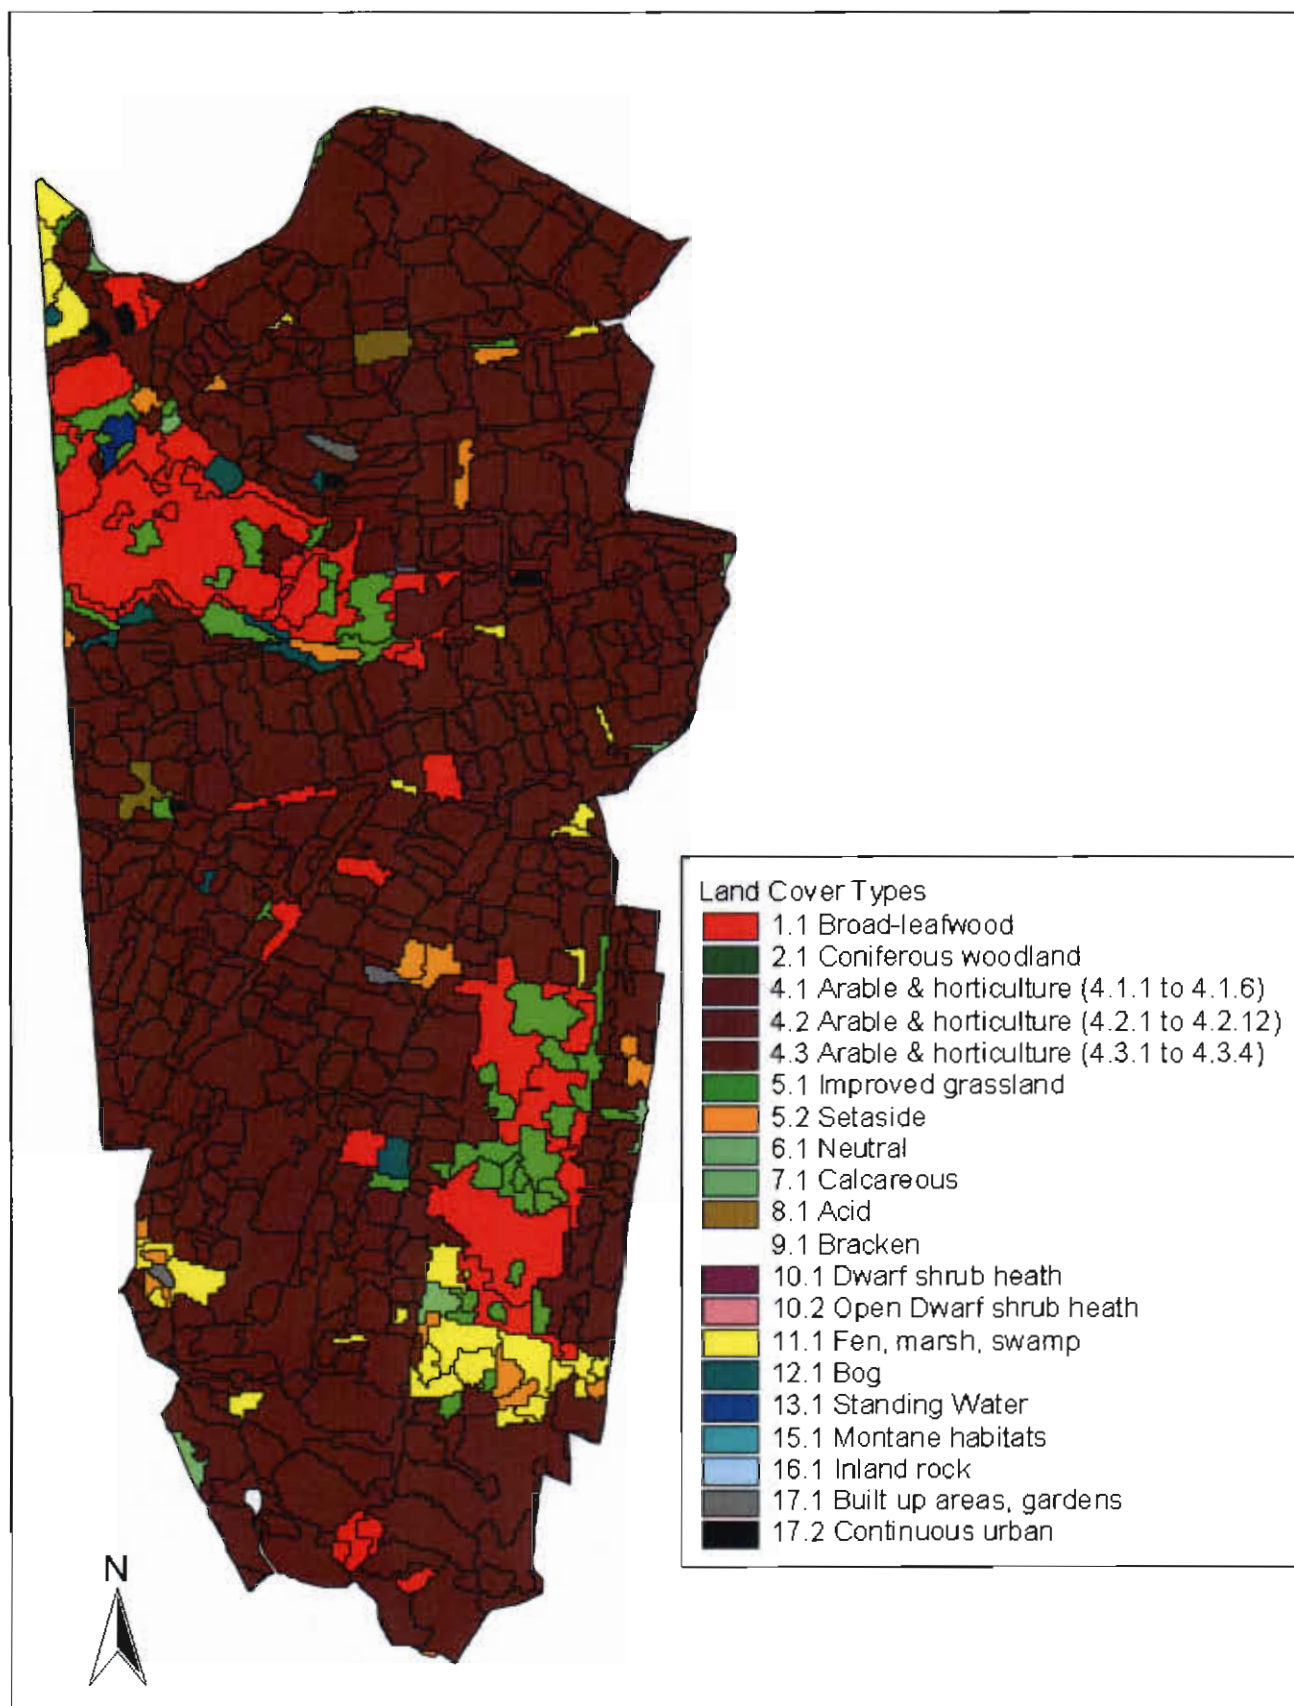 Land Cover Types
1.1 Broad-leafwood
2.1 Coniferous woodland
4.1 Arable & horticulture (4.1.1 to 4.1.6)
4.2 Arable & horticulture (4.2.1 to 4.2.12)
4.3 Arable & horticulture (4.3.1 to 4.3.4)
5.1 Improved grassland
5.2 Setaside
6.1 Neutral
7.1 Calcareous
8.1 Acid
9.1 Bracken
10.1 Dwarf shrub heath
10.2 Open Dwarf shrub heath
11.1 Fen, marsh, swamp
12.1 Bog
13.1 Standing Water
15.1 Montane habitats
16.1 Inland rock
17.1 Built up areas, gardens
17.2 Continuous urban
N